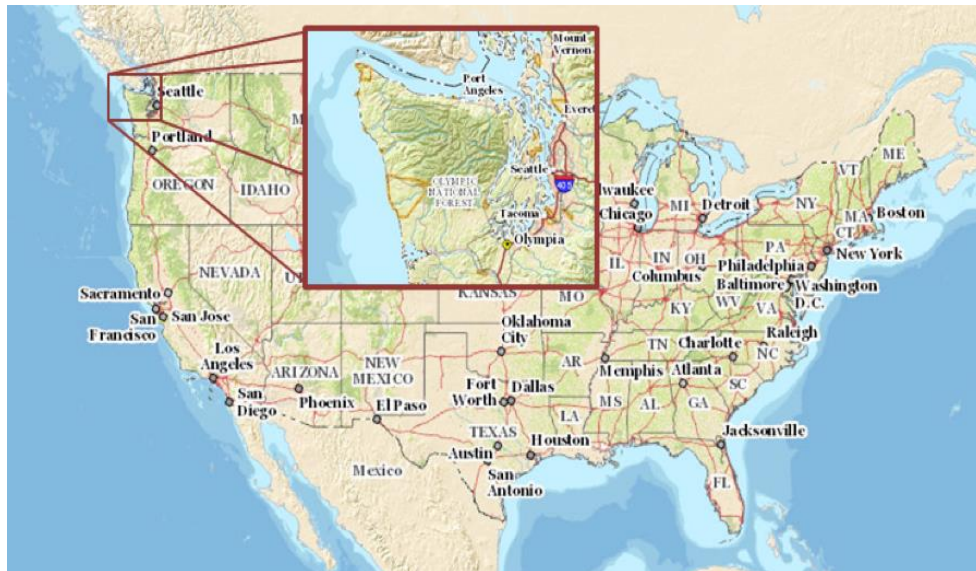 Mount
Vernon
Port
Angeles
Everet
Seattle
405
OLYMPIC
NATIONAL
FOREST
Tacoma
Olympia
Seattle
Portland
OREGON
IDAHO
M
lwaukee
Chicago
MI
Detroit
NY
VT
ME
MA
Boston
CT
New York
PA
Philadelphia
Baltimore
Washington
D.C.
IL
IN
OH
Columbus
WV
VA
KY
NEVADA
U
KANSAS
MO
Sacramento
San
Francisco
San Jose
Los
Angeles
San
Diego
ARIZONA
Phoenix
NEW
MEXICO
El Paso
Oklahoma
City
AR
TN
Memphis
Charlotte
Raleigh
NC
SC
Atlanta
Fort
Worth
Dallas
LA
MS
AL
GA
TEXAS
Austin
Houston
San
Antonio
Jacksonville
FL
Mexico